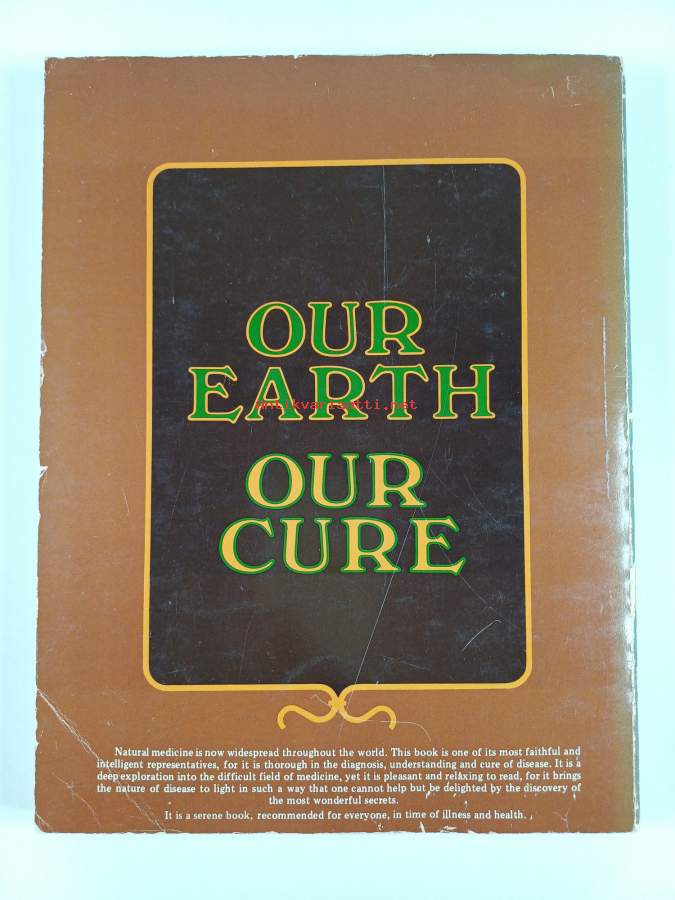 OUR
EARTH
antikvariaatti.net
OUR
CURE
Natural medicine is now widespread throughout the world. This book is one of its most faithful and
intelligent representatives, for it is thorough in the diagnosis, understanding and cure of disease. It is a
deep exploration into the difficult field of medicine, yet it is pleasant and relaxing to read, for it brings
the nature of disease to light in such a way that one cannot help but be delighted by the discovery of
the most wonderful secrets.
It is a serene book, recommended for everyone, in time of illness and health.